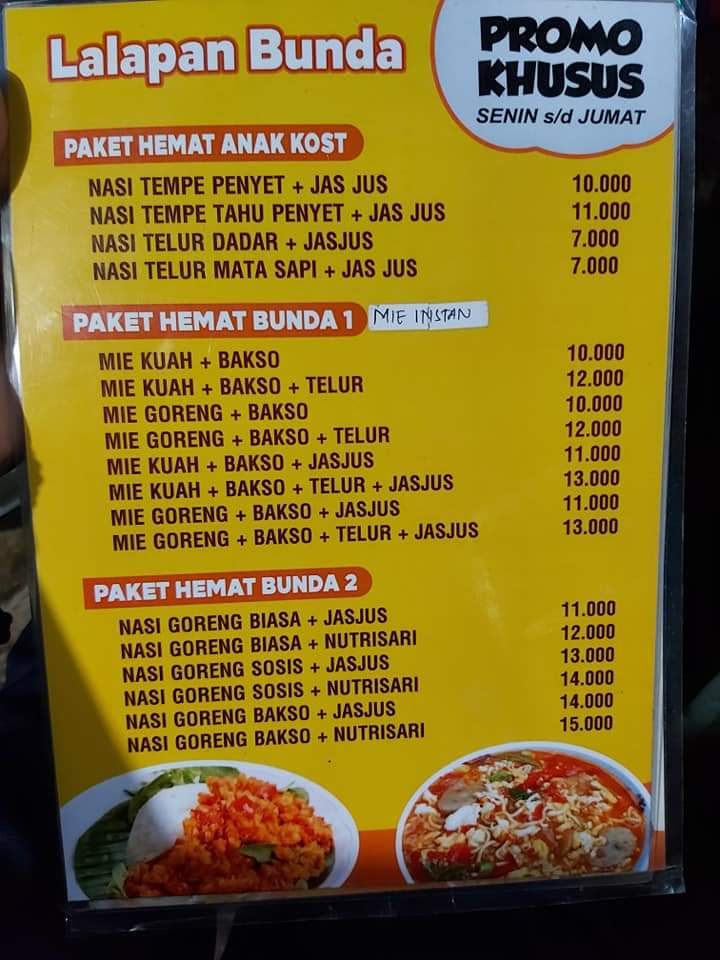 Lalapan Bunda
PROMO
KHUSUS
SENIN s/d JUMAT
PAKET HEMAT ANAK KOST
NASI TEMPE PENYET + JAS JUS 10.000
NASI TEMPE TAHU PENYET + JAS JUS 11.000
NASI TELUR DADAR + JASJUS 7.000
NASI TELUR MATA SAPI + JAS JUS 7.000
PAKET HEMAT BUNDA 1 MIE INSTAN
MIE KUAH + BAKSO 10.000
MIE KUAH + BAKSO + TELUR 12.000
MIE GORENG + BAKSO 10.000
MIE GORENG + BAKSO + TELUR 12.000
MIE KUAH + BAKSO + JASJUS 11.000
MIE KUAH + BAKSO + TELUR + JASJUS 13.000
MIE GORENG + BAKSO + JASJUS 11.000
MIE GORENG + BAKSO + TELUR + JASJUS 13.000
PAKET HEMAT BUNDA 2
NASI GORENG BIASA + JASJUS 11.000
NASI GORENG BIASA + NUTRISARI 12.000
NASI GORENG SOSIS + JASJUS 13.000
NASI GORENG SOSIS + NUTRISARI 14.000
NASI GORENG BAKSO + JASJUS 14.000
NASI GORENG BAKSO + NUTRISARI 15.000